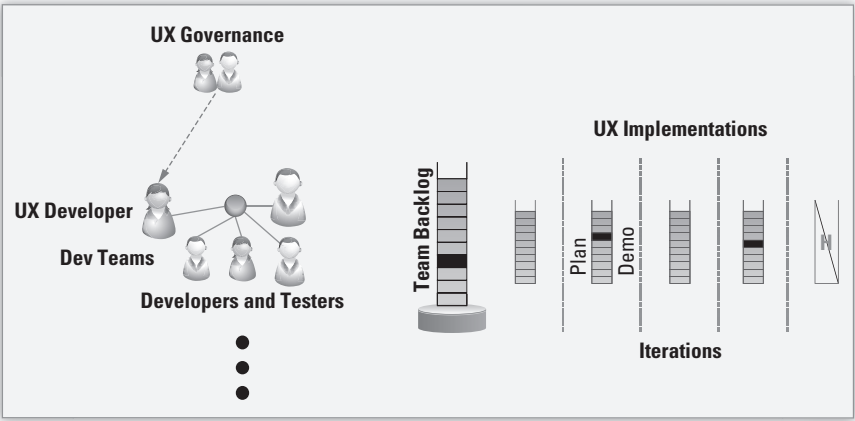 UX Governance
UX Implementations
UX Developer
Dev Teams
Developers and Testers
Team Backlog
Plan
Demo
H
Iterations